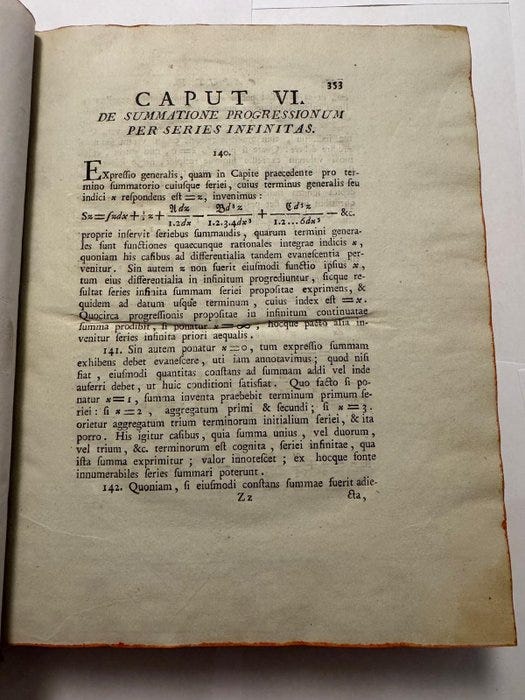 353
CAPUT VI.
DE SUMMATIONE PROGRESSIONUM
PER SERIES INFINITAS.
140.
EXpressio generalis, quam in Capite praecedente pro ter-
mino summatorio cuiusque seriei, cuius terminus generalis seu
indici x respondens est = z, invenimus :
Sz = ſzdx + ½z + 𝔄dz/1.2dx − 𝔅d³z/1.2.3.4dx³ + ℭd⁵z/1.2...6dx⁵ − &c.
proprie inservit seriebus summandis, quarum termini genera-
les sunt functiones quaecunque rationales integrae indicis x,
quoniam his casibus ad differentialia tandem evanescentia per-
venitur. Sin autem z non fuerit eiusmodi functio ipsius x,
tum eius differentialia in infinitum progrediuntur, sicque re-
sultat series infinita summam seriei propositae exprimens, &
quidem ad datum usque terminum, cuius index est = x.
Quocirca progressionis propositae in infinitum continuatae
summa prodibit, si ponatur x = ∞, hocque pacto alia in-
venitur series infinita priori aequalis.
141. Sin autem ponatur x = 0, tum expressio summam
exhibens debet evanescere, uti iam annotavimus; quod nisi
fiat, eiusmodi quantitas constans ad summam addi vel inde
auferri debet, ut huic conditioni satisfiat. Quo facto si po-
natur x = 1, summa inventa praebebit terminum primum se-
riei: si x = 2, aggregatum primi & secundi; si x = 3.
orietur aggregatum trium terminorum initialium seriei, & ita
porro. His igitur casibus, quia summa unius, vel duorum,
vel trium, &c. terminorum est cognita, seriei infinitae, qua
ista summa exprimitur; valor innotescet; ex hocque fonte
innumerabiles series summari poterunt.
142. Quoniam, si eiusmodi constans summae fuerit adie-
Zz cta,